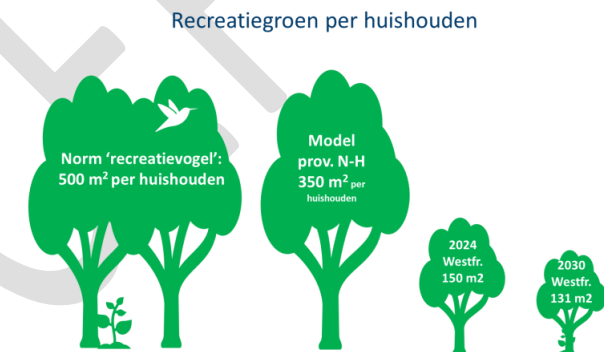 Recreatiegroen per huishouden
Norm ‘recreatievogel’:
500 m² per huishouden
Model
prov. N-H
350 m² per
huishouden
2024
Westfr.
150 m2
2030
Westfr.
131 m2